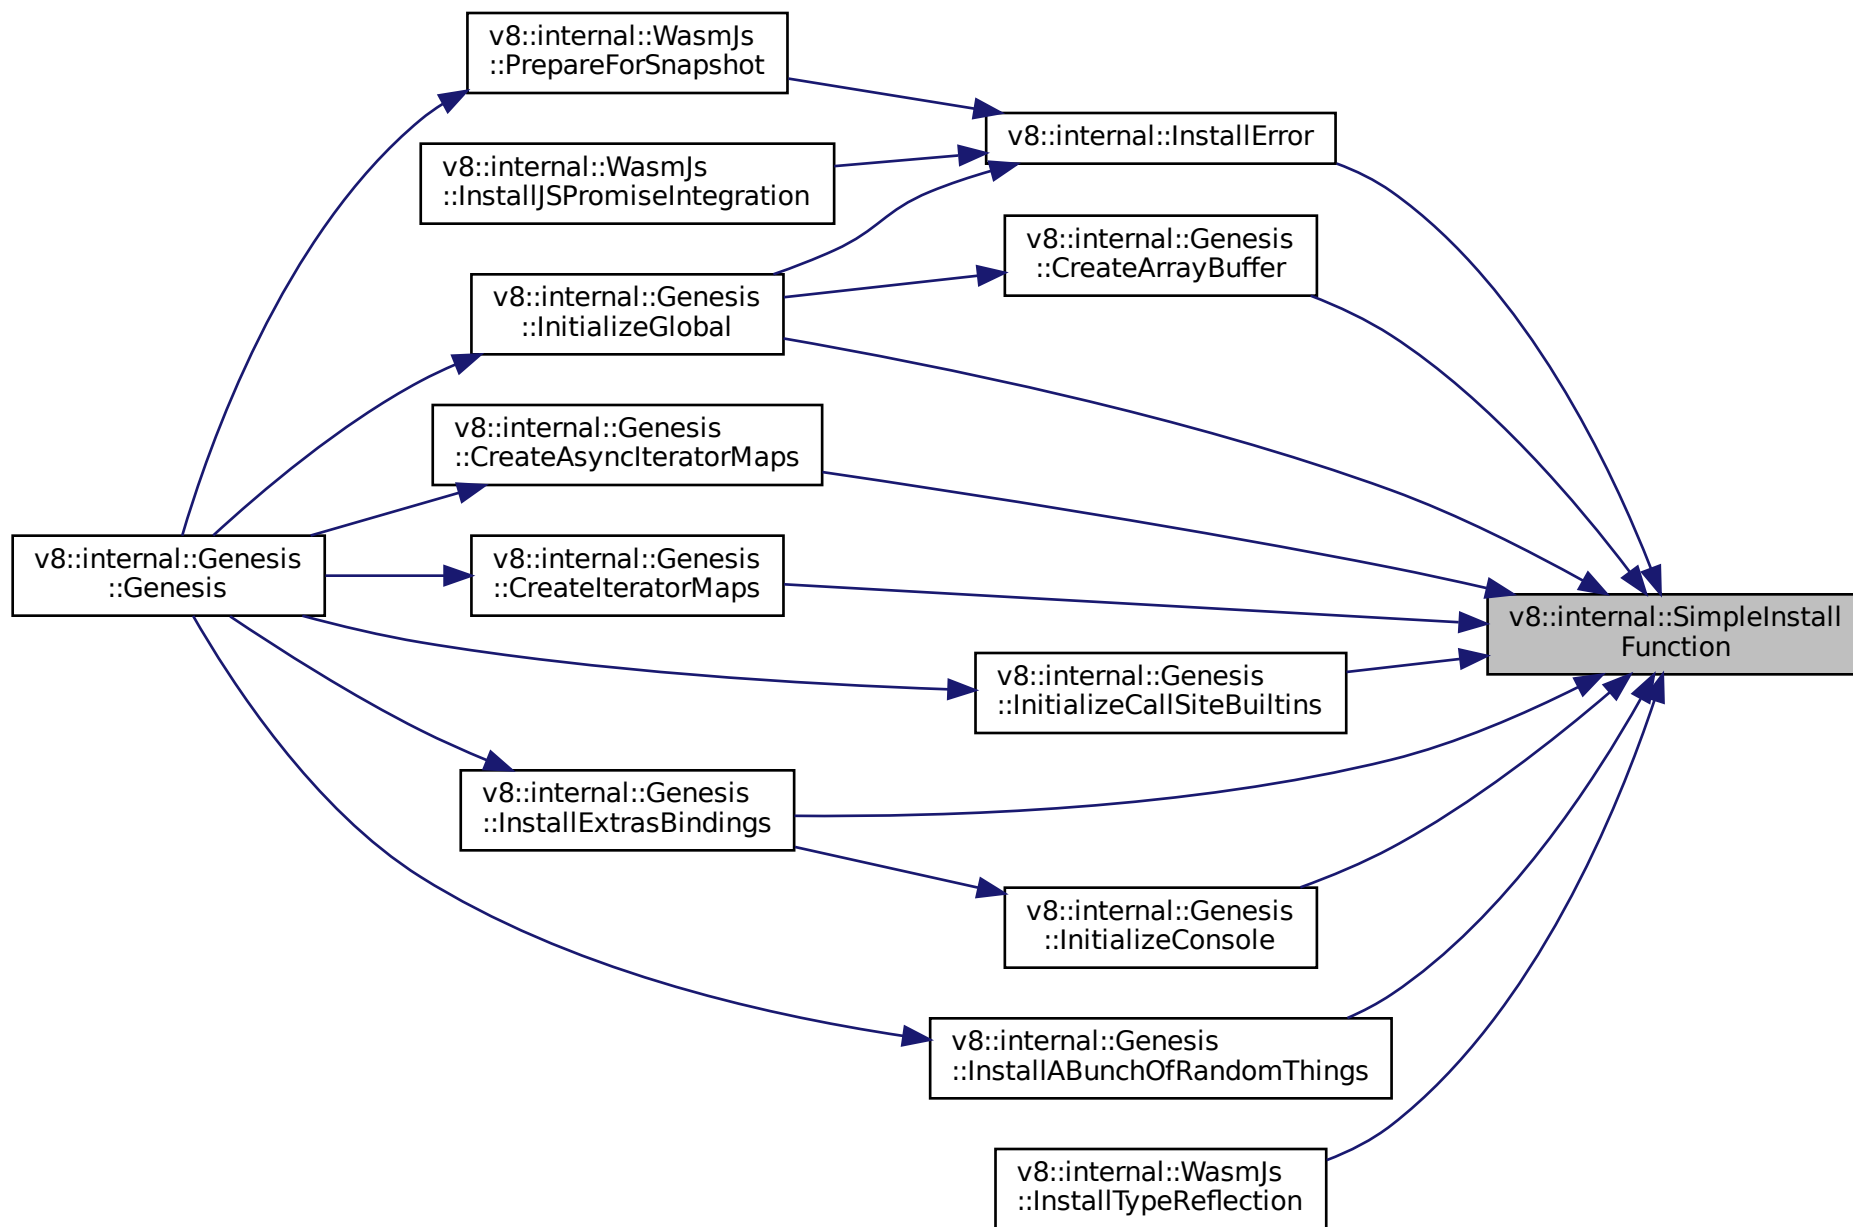 v8::internal::WasmJs
::PrepareForSnapshot
v8::internal::InstallError
v8::internal::WasmJs
::InstallJSPromiseIntegration
v8::internal::Genesis
::CreateArrayBuffer
v8::internal::Genesis
::InitializeGlobal
v8::internal::Genesis
::CreateAsyncIteratorMaps
v8::internal::Genesis
::Genesis
v8::internal::Genesis
::CreateIteratorMaps
v8::internal::SimpleInstall
Function
v8::internal::Genesis
::InitializeCallSiteBuiltins
v8::internal::Genesis
::InstallExtrasBindings
v8::internal::Genesis
::InitializeConsole
v8::internal::Genesis
::InstallABunchOfRandomThings
v8::internal::WasmJs
::InstallTypeReflection